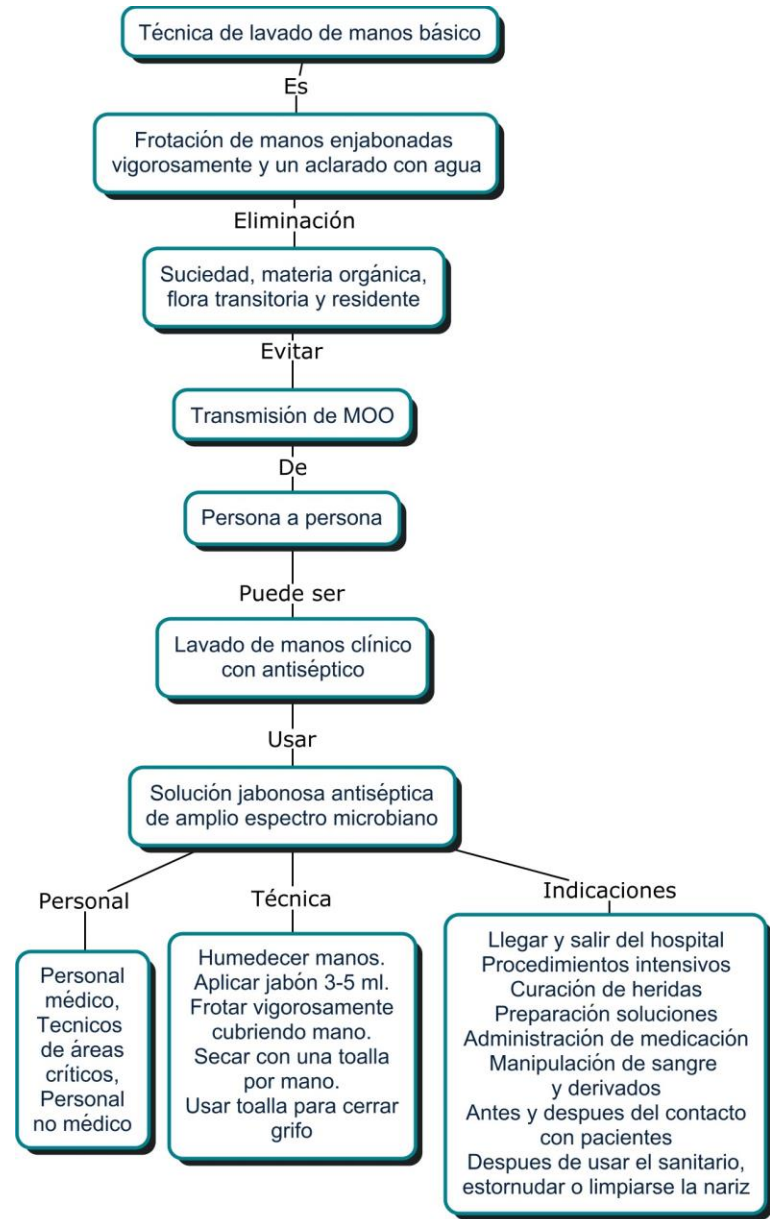 Técnica de lavado de manos básico
Es
Frotación de manos enjabonadas
vigorosamente y un aclarado con agua
Eliminación
Suciedad, materia orgánica,
flora transitoria y residente
Evitar
Transmisión de MOO
De
Persona a persona
Puede ser
Lavado de manos clínico
con antiséptico
Usar
Solución jabonosa antiséptica
de amplio espectro microbiano
Personal
Personal
médico,
Tecnicos
de áreas
críticos,
Personal
no médico
Técnica
Humedecer manos.
Aplicar jabón 3-5 ml.
Frotar vigorosamente
cubriendo mano.
Secar con una toalla
por mano.
Usar toalla para cerrar
grifo
Indicaciones
Llegar y salir del hospital
Procedimientos intensivos
Curación de heridas
Preparación soluciones
Administración de medicación
Manipulación de sangre
y derivados
Antes y despues del contacto
con pacientes
Despues de usar el sanitario,
estornudar o limpiarse la nariz